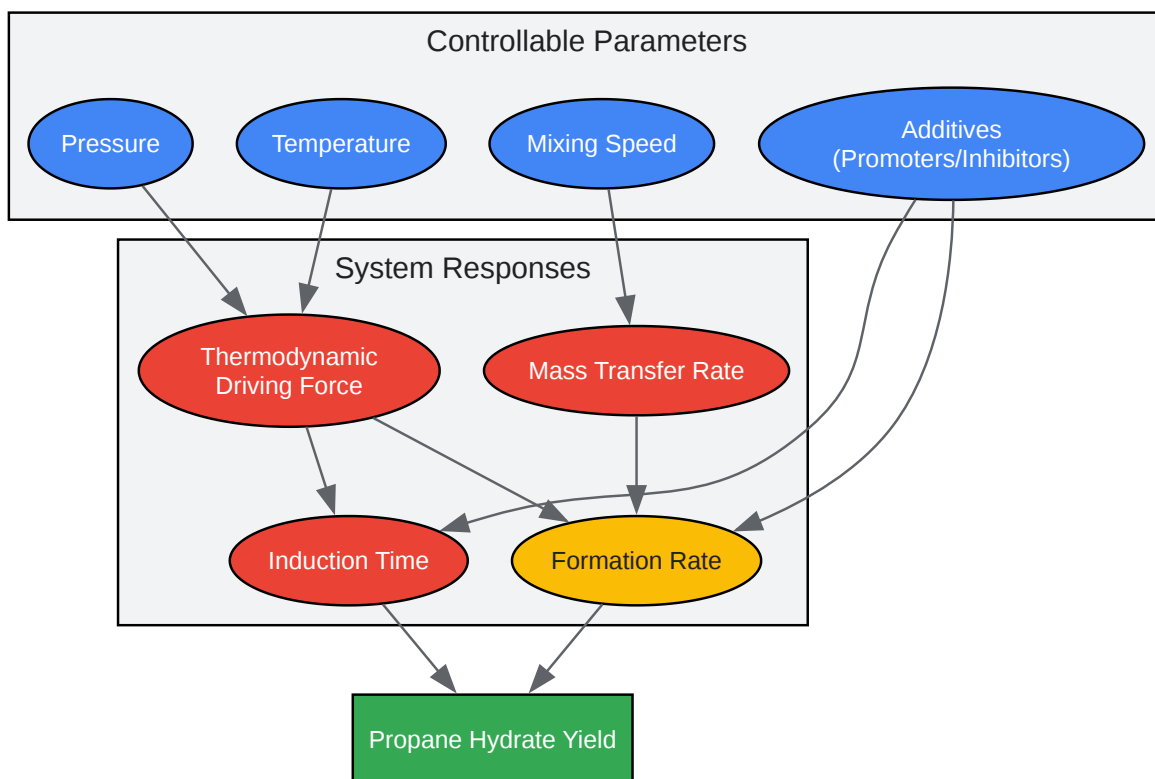 Controllable Parameters
Pressure
Temperature
Mixing Speed
Additives
(Promoters/Inhibitors)
System Responses
Thermodynamic
Driving Force
Mass Transfer Rate
Induction Time
Formation Rate
Propane Hydrate Yield